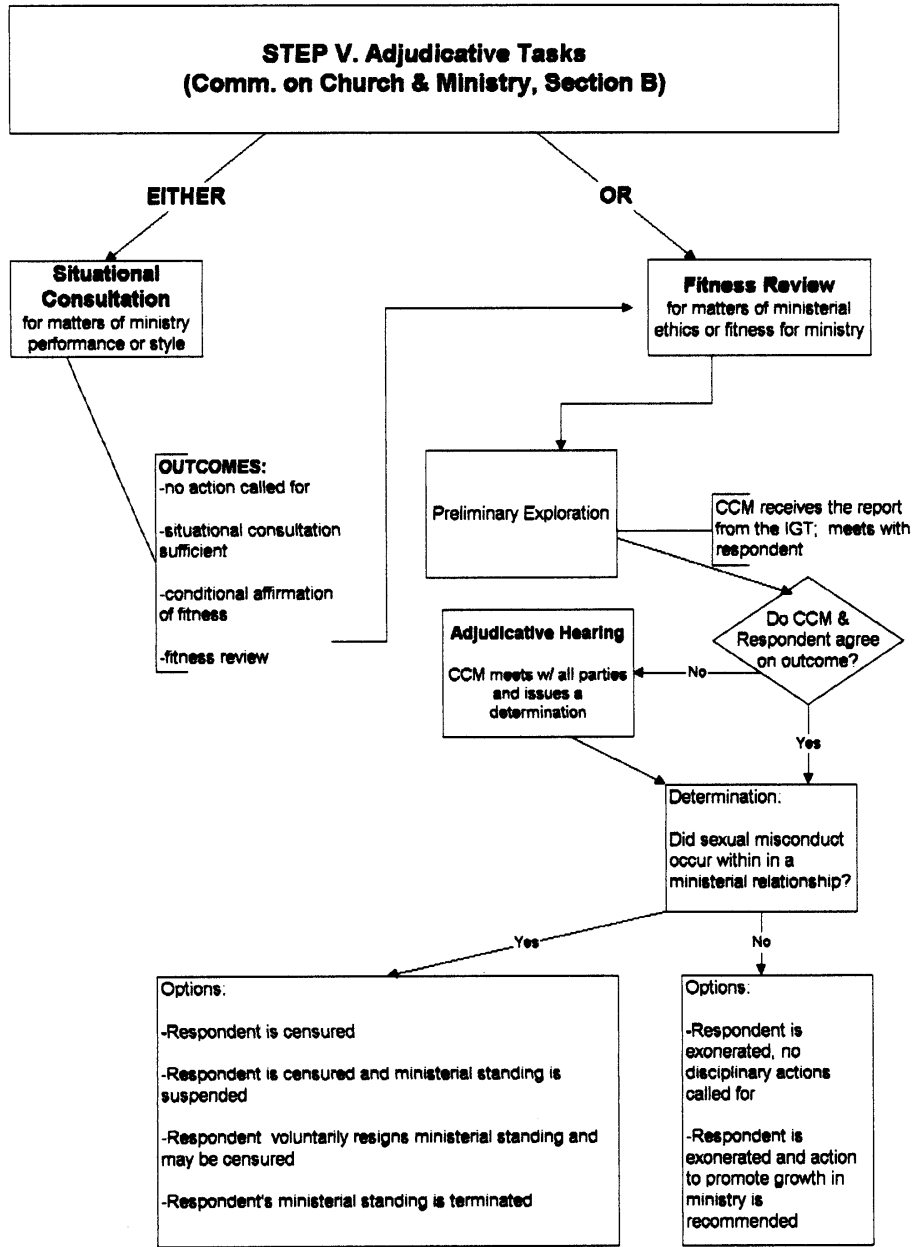 STEP V. Adjudicative Tasks
(Comm. on Church & Ministry, Section B)
EITHER
OR
Situational
Consultation
for matters of ministry
performance or style
Fitness Review
for matters of ministerial
ethics or fitness for ministry
OUTCOMES:
-no action called for
-situational consultation
sufficient
-conditional affirmation
of fitness
-fitness review
Preliminary Exploration
CCM receives the report
from the IGT; meets with
respondent
Do CCM &
Respondent agree
on outcome?
No
Yes
Adjudicative Hearing
CCM meets w/ all parties
and issues a
determination
Determination:
Did sexual misconduct
occur within in a
ministerial relationship?
Yes
No
Options:
-Respondent is censured
-Respondent is censured and ministerial standing is
suspended
-Respondent voluntarily resigns ministerial standing and
may be censured
-Respondent's ministerial standing is terminated
Options:
-Respondent is
exonerated, no
disciplinary actions
called for
-Respondent is
exonerated and action
to promote growth in
ministry is
recommended